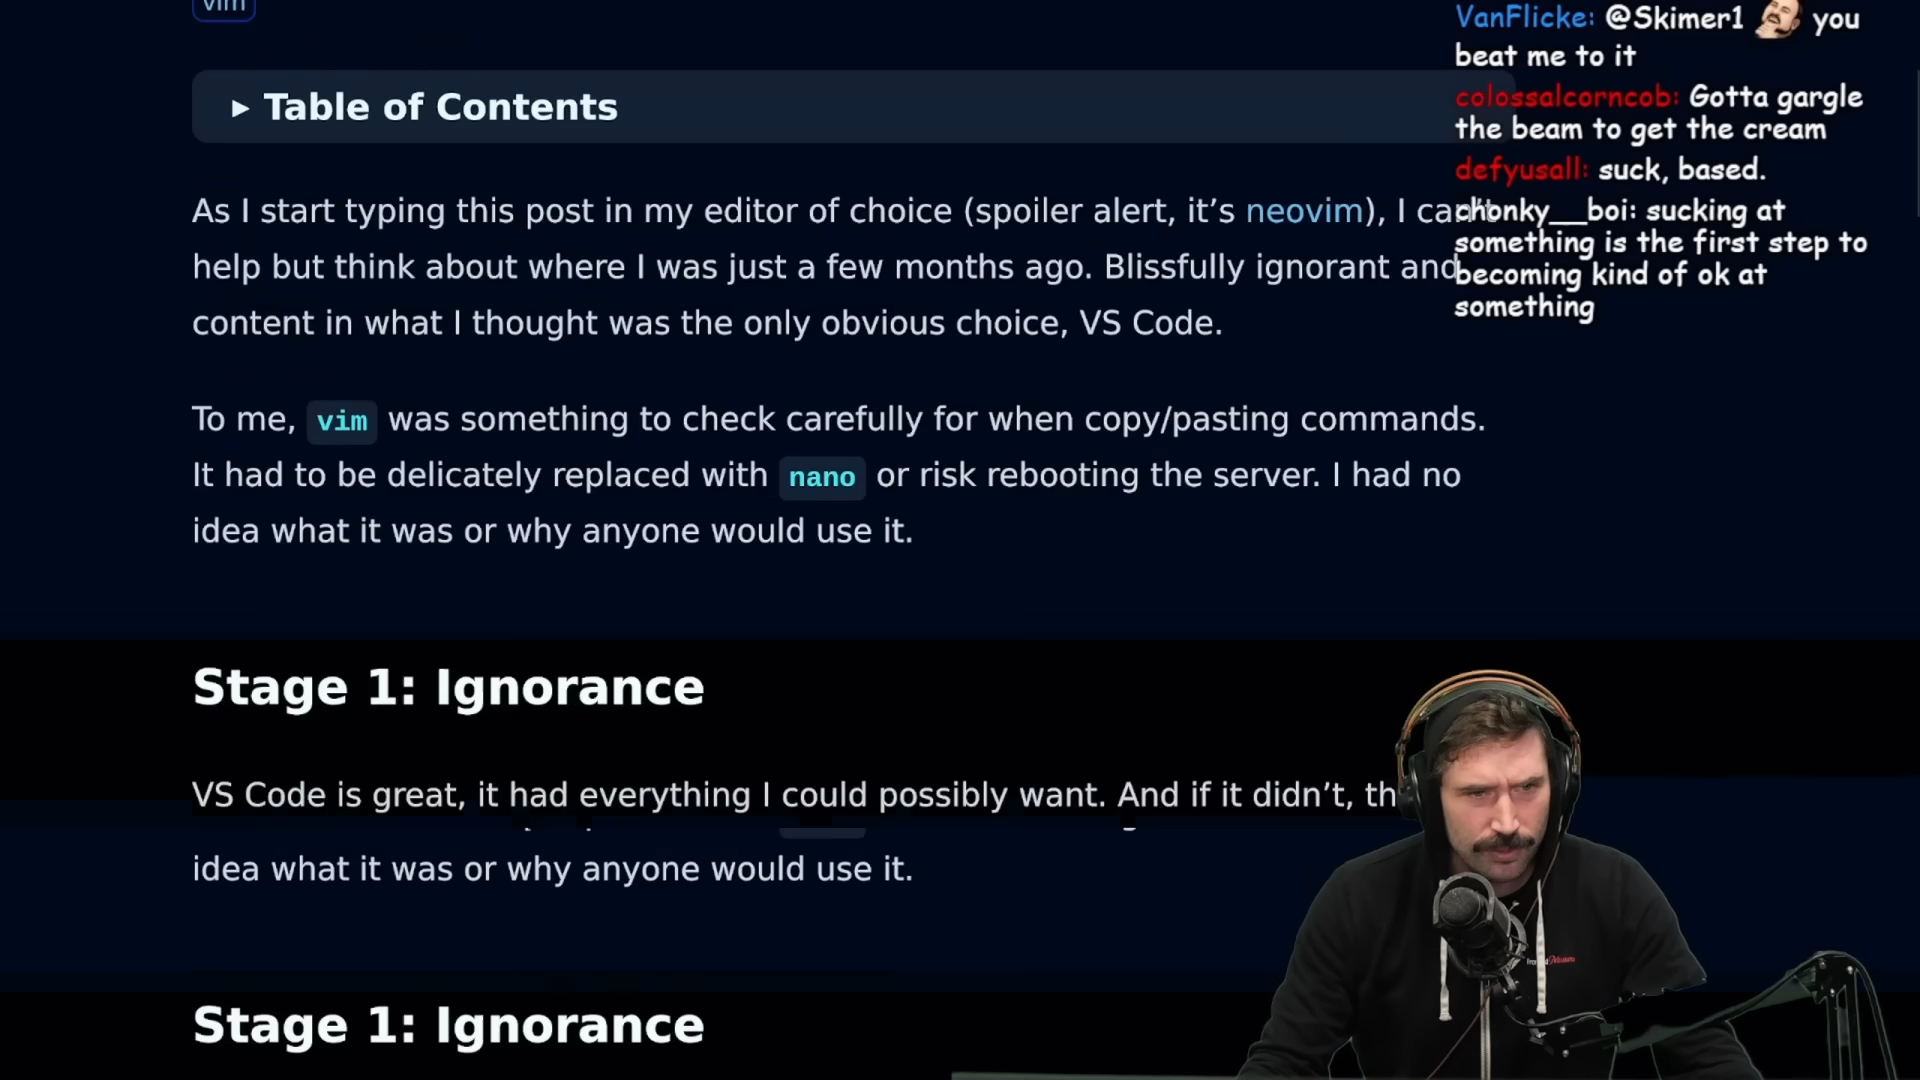 vim
▸ Table of Contents
As I start typing this post in my editor of choice (spoiler alert, it’s neovim), I can’t
help but think about where I was just a few months ago. Blissfully ignorant and
content in what I thought was the only obvious choice, VS Code.
To me, vim was something to check carefully for when copy/pasting commands.
It had to be delicately replaced with nano or risk rebooting the server. I had no
idea what it was or why anyone would use it.
Stage 1: Ignorance
VS Code is great, it had everything I could possibly want. And if it didn’t, th
idea what it was or why anyone would use it.
Stage 1: Ignorance
VanFlicke: @Skimer1 you
beat me to it
colossalcorncob: Gotta gargle
the beam to get the cream
defyusall: suck, based.
chonky__boi: sucking at
something is the first step to
becoming kind of ok at
something